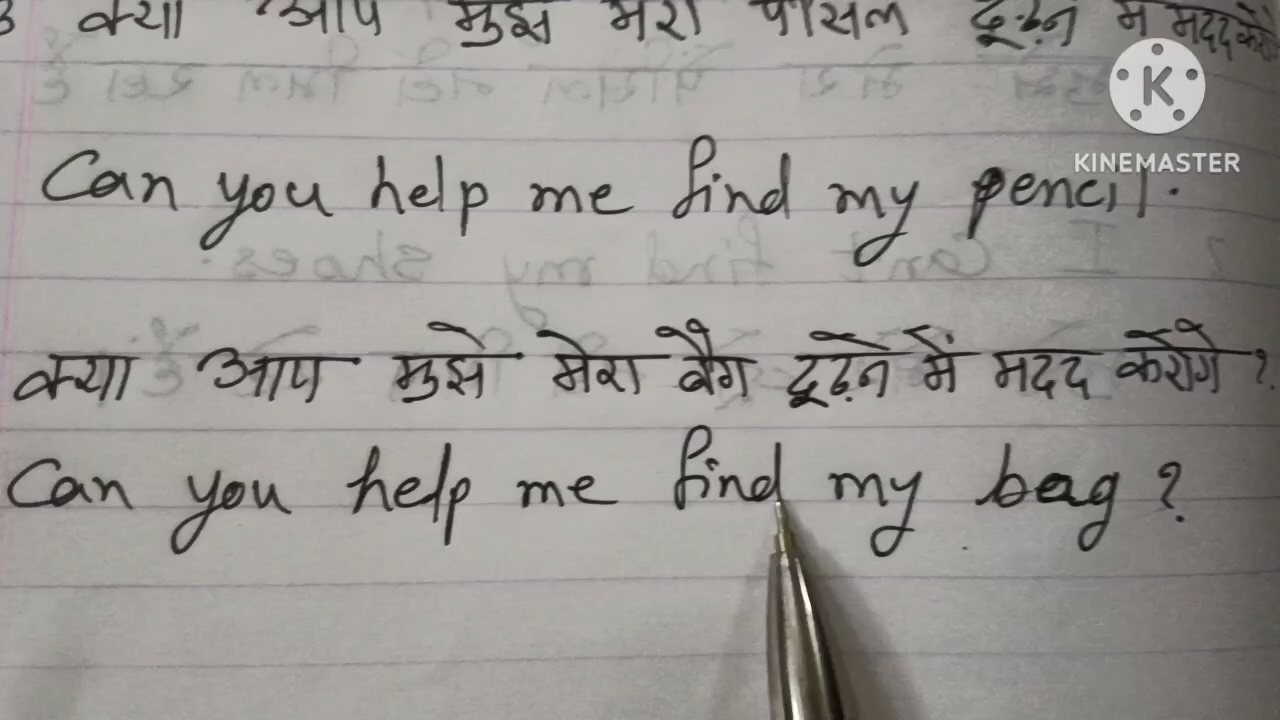 3 क्या आप मुझे मेरा पेंसिल ढूढ़ने में मदद करोगे
K
KINEMASTER
Can you help me find my pencil.
क्या आप मुझे मेरा बैग ढूढ़ने में मदद करोगे ?
Can you help me find my bag ?